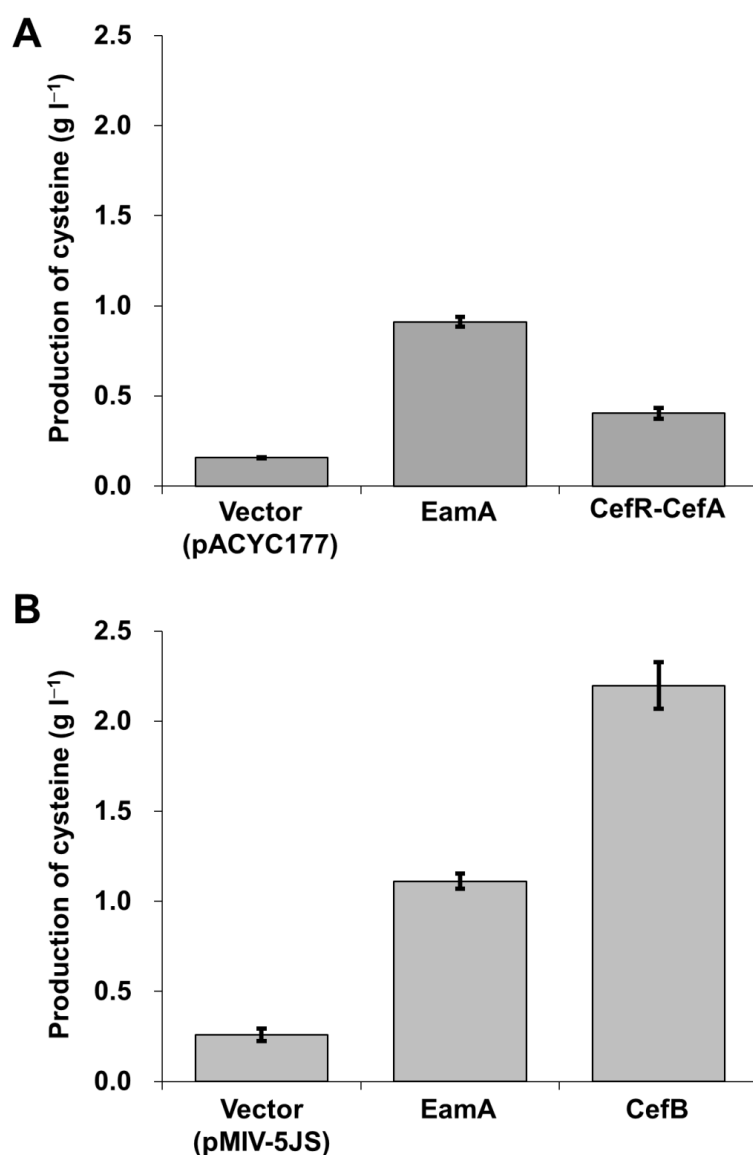 A
Production of cysteine (g l⁻¹)
2.5
2.0
1.5
1.0
0.5
0.0
Vector
(pACYC177)
EamA
CefR-CefA
B
Production of cysteine (g l⁻¹)
2.5
2.0
1.5
1.0
0.5
0.0
Vector
(pMIV-5JS)
EamA
CefB